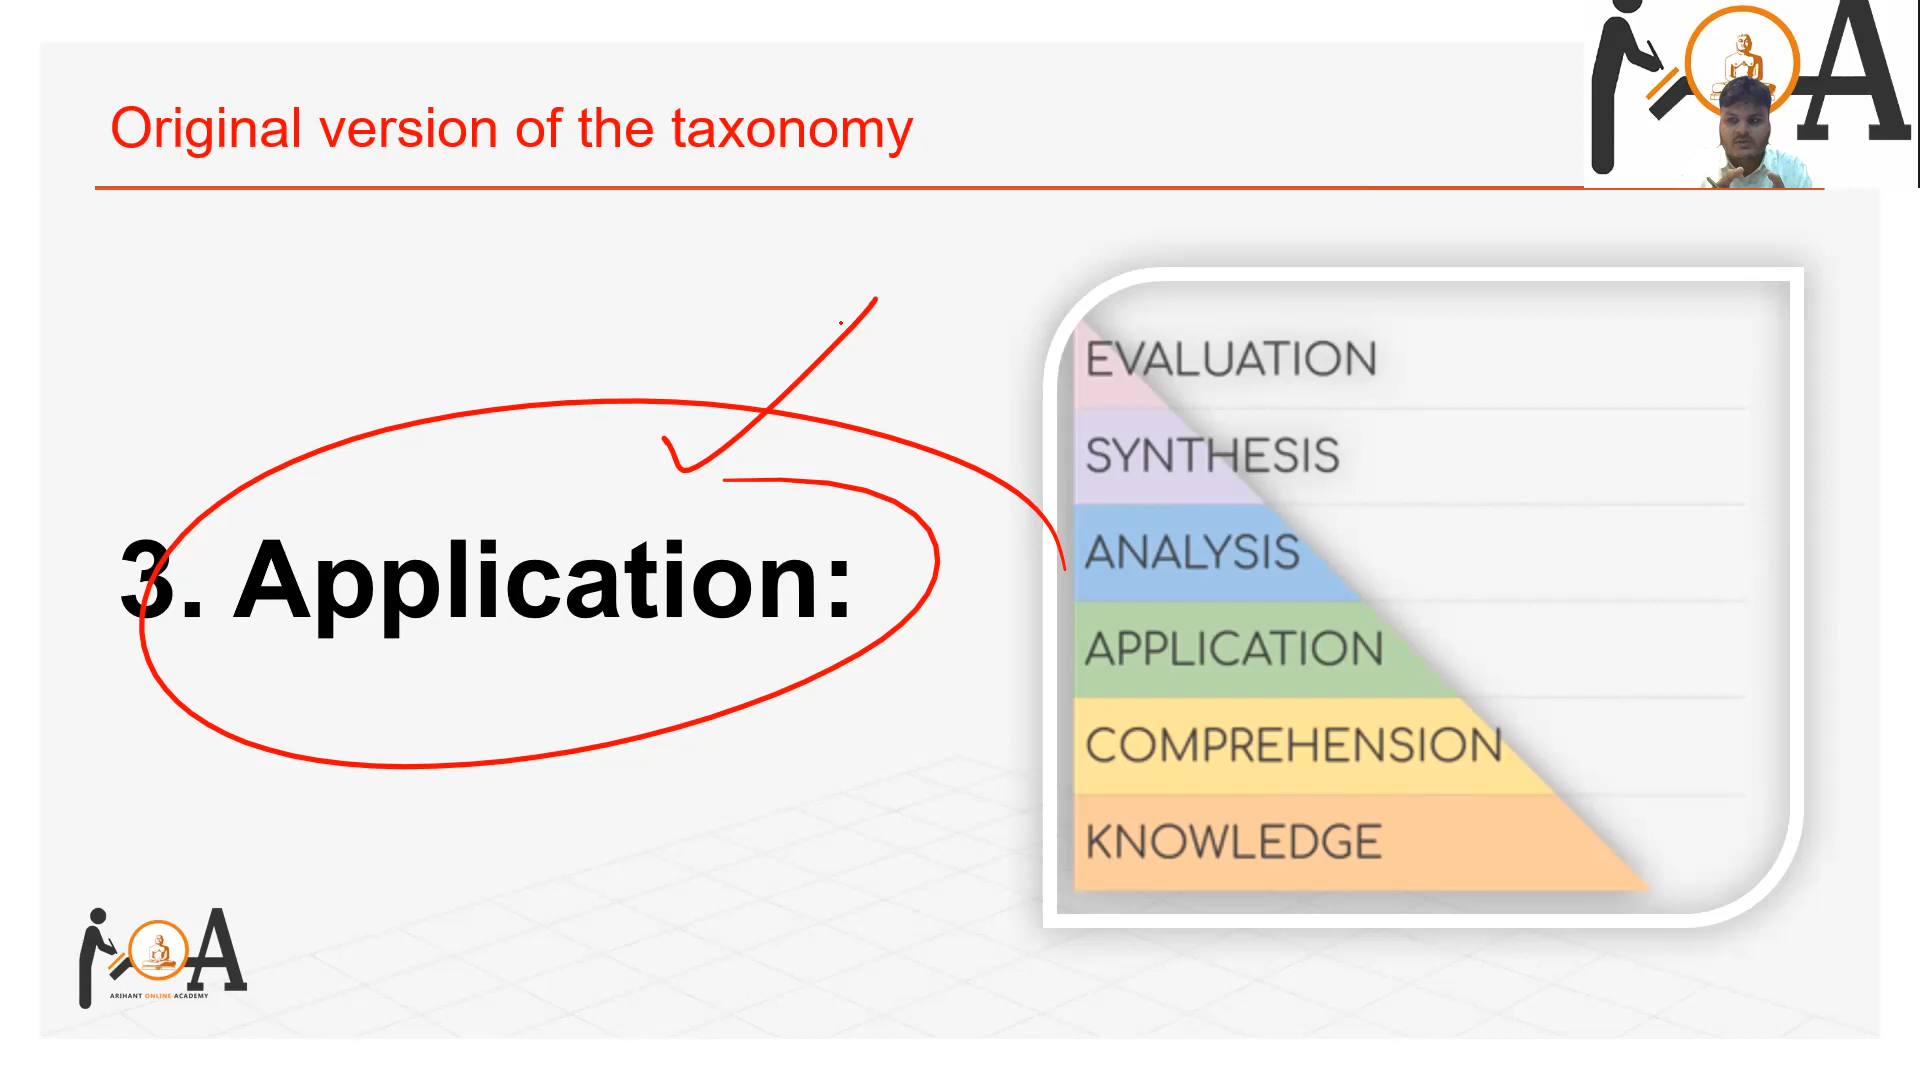 Original version of the taxonomy
A
3. Application:
EVALUATION
SYNTHESIS
ANALYSIS
APPLICATION
COMPREHENSION
KNOWLEDGE
A
ARIHANT ONLINE ACADEMY